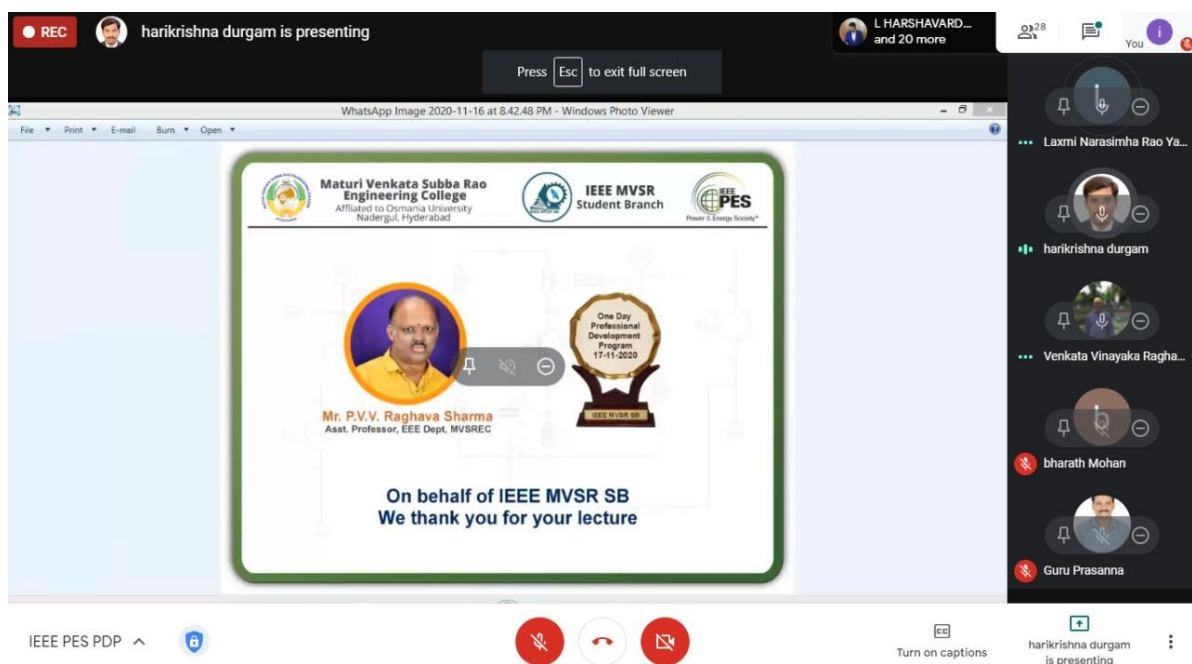 REC
harikrishna durgam is presenting
L HARSHAVARD...
and 20 more
28
You
i
Press Esc to exit full screen
WhatsApp Image 2020-11-16 at 8.42.48 PM - Windows Photo Viewer
File Print E-mail Burn Open
Maturi Venkata Subba Rao
Engineering College
Affliated to Osmania University
Nadergul, Hyderabad
IEEE MVSR
Student Branch
IEEE
PES
Power & Energy Society®
One Day
Professional
Development
Program
17-11-2020
IEEE MVSR SB
Mr. P.V.V. Raghava Sharma
Asst. Professor, EEE Dept, MVSREC
On behalf of IEEE MVSR SB
We thank you for your lecture
Laxmi Narasimha Rao Ya...
harikrishna durgam
Venkata Vinayaka Ragha...
bharath Mohan
Guru Prasanna
IEEE PES PDP
CC
Turn on captions
harikrishna durgam
is presenting